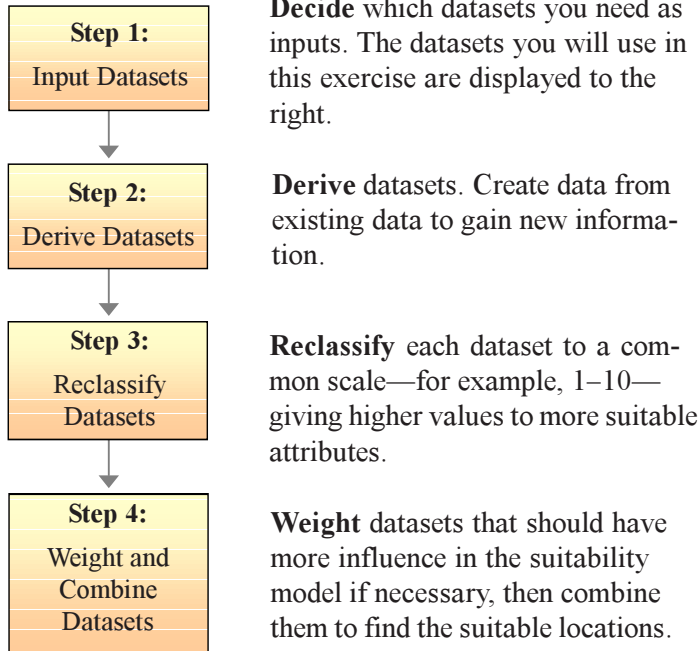 Step 1:
Input Datasets
Decide which datasets you need as
inputs. The datasets you will use in
this exercise are displayed to the
right.
Step 2:
Derive Datasets
Derive datasets. Create data from
existing data to gain new informa-
tion.
Step 3:
Reclassify
Datasets
Reclassify each dataset to a com-
mon scale—for example, 1–10—
giving higher values to more suitable
attributes.
Step 4:
Weight and
Combine
Datasets
Weight datasets that should have
more influence in the suitability
model if necessary, then combine
them to find the suitable locations.